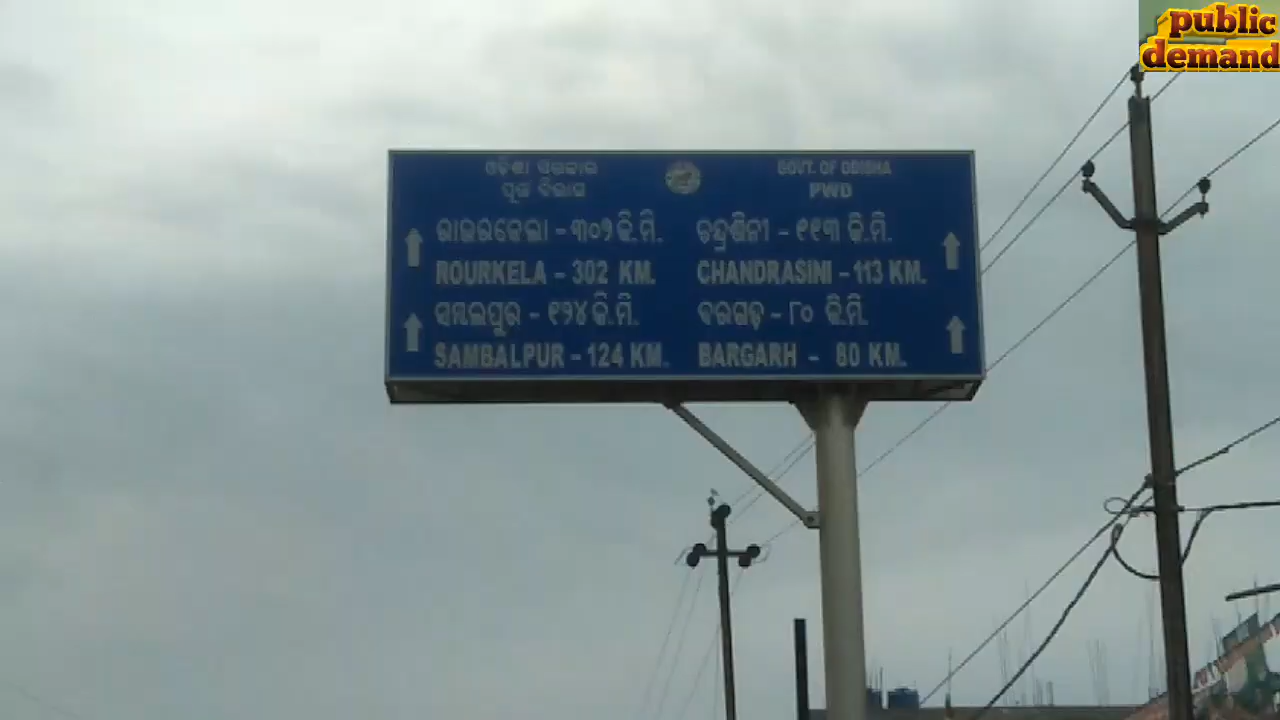 public
demand
ଓଡ଼ିଶା ସରକାର
ପୂର୍ତ୍ତ ବିଭାଗ
GOVT. OF ODISHA
PWD
ରାଉରକେଲା - ୩୦୨ କି.ମି.
ROURKELA - 302 KM.
ସମ୍ବଲପୁର - ୧୨୪ କି.ମି.
SAMBALPUR - 124 KM.
ଚନ୍ଦ୍ରଶିନୀ - ୧୧୩ କି.ମି.
CHANDRASiNI - 113 KM.
ବରଗଡ଼ - ୮୦ କି.ମି.
BARGARH - 80 KM.